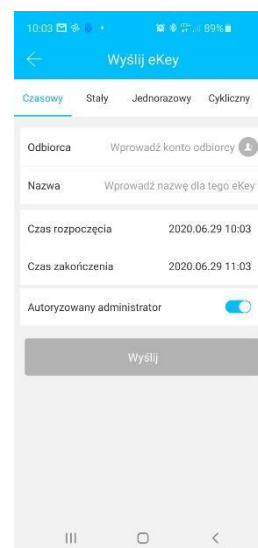 10:03 89%
Wyślij eKey
Czasowy Stały Jednorazowy Cykliczny
Odbiorca Wprowadź konto odbiorcy
Nazwa Wprowadź nazwę dla tego eKey
Czas rozpoczęcia 2020.06.29 10:03
Czas zakończenia 2020.06.29 11:03
Autoryzowany administrator
Wyślij